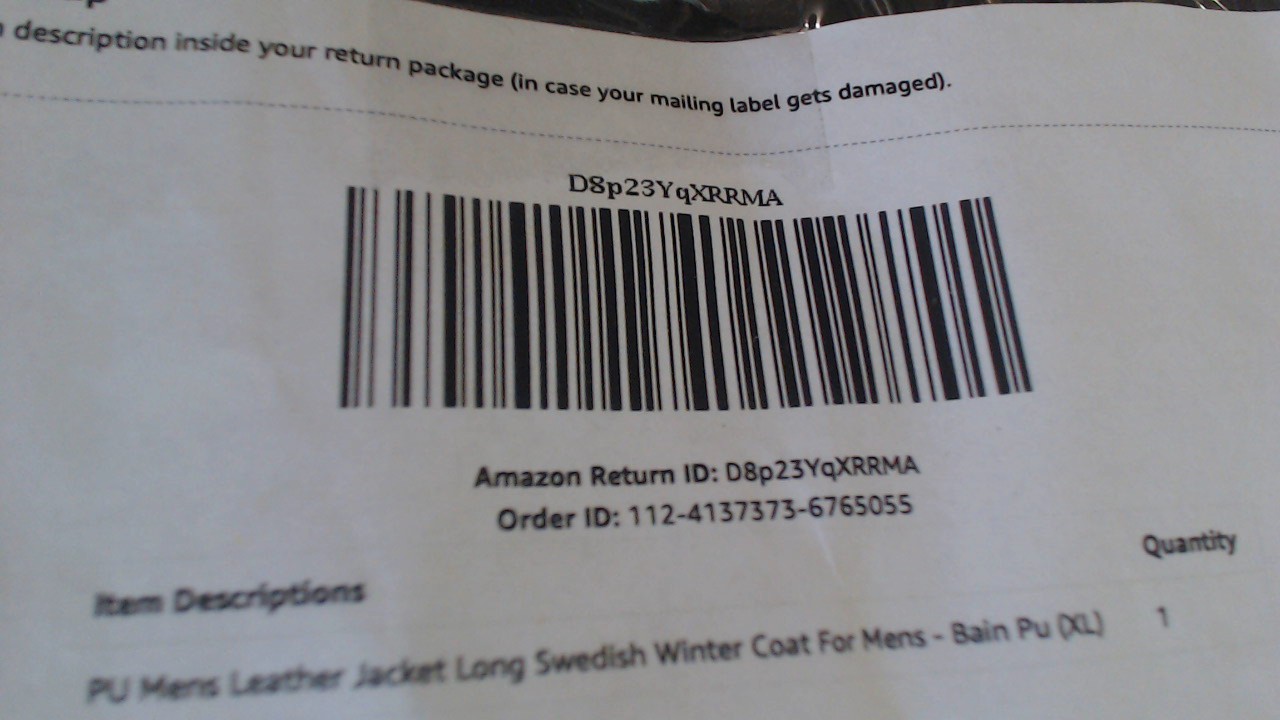 description inside your return package (in case your mailing label gets damaged).
D8p23YqXRRMA
Amazon Return ID: D8p23YqXRRMA
Order ID: 112-4137373-6765055
Item Descriptions Quantity
PU Mens Leather Jacket Long Swedish Winter Coat For Mens - Bain Pu (XL) 1